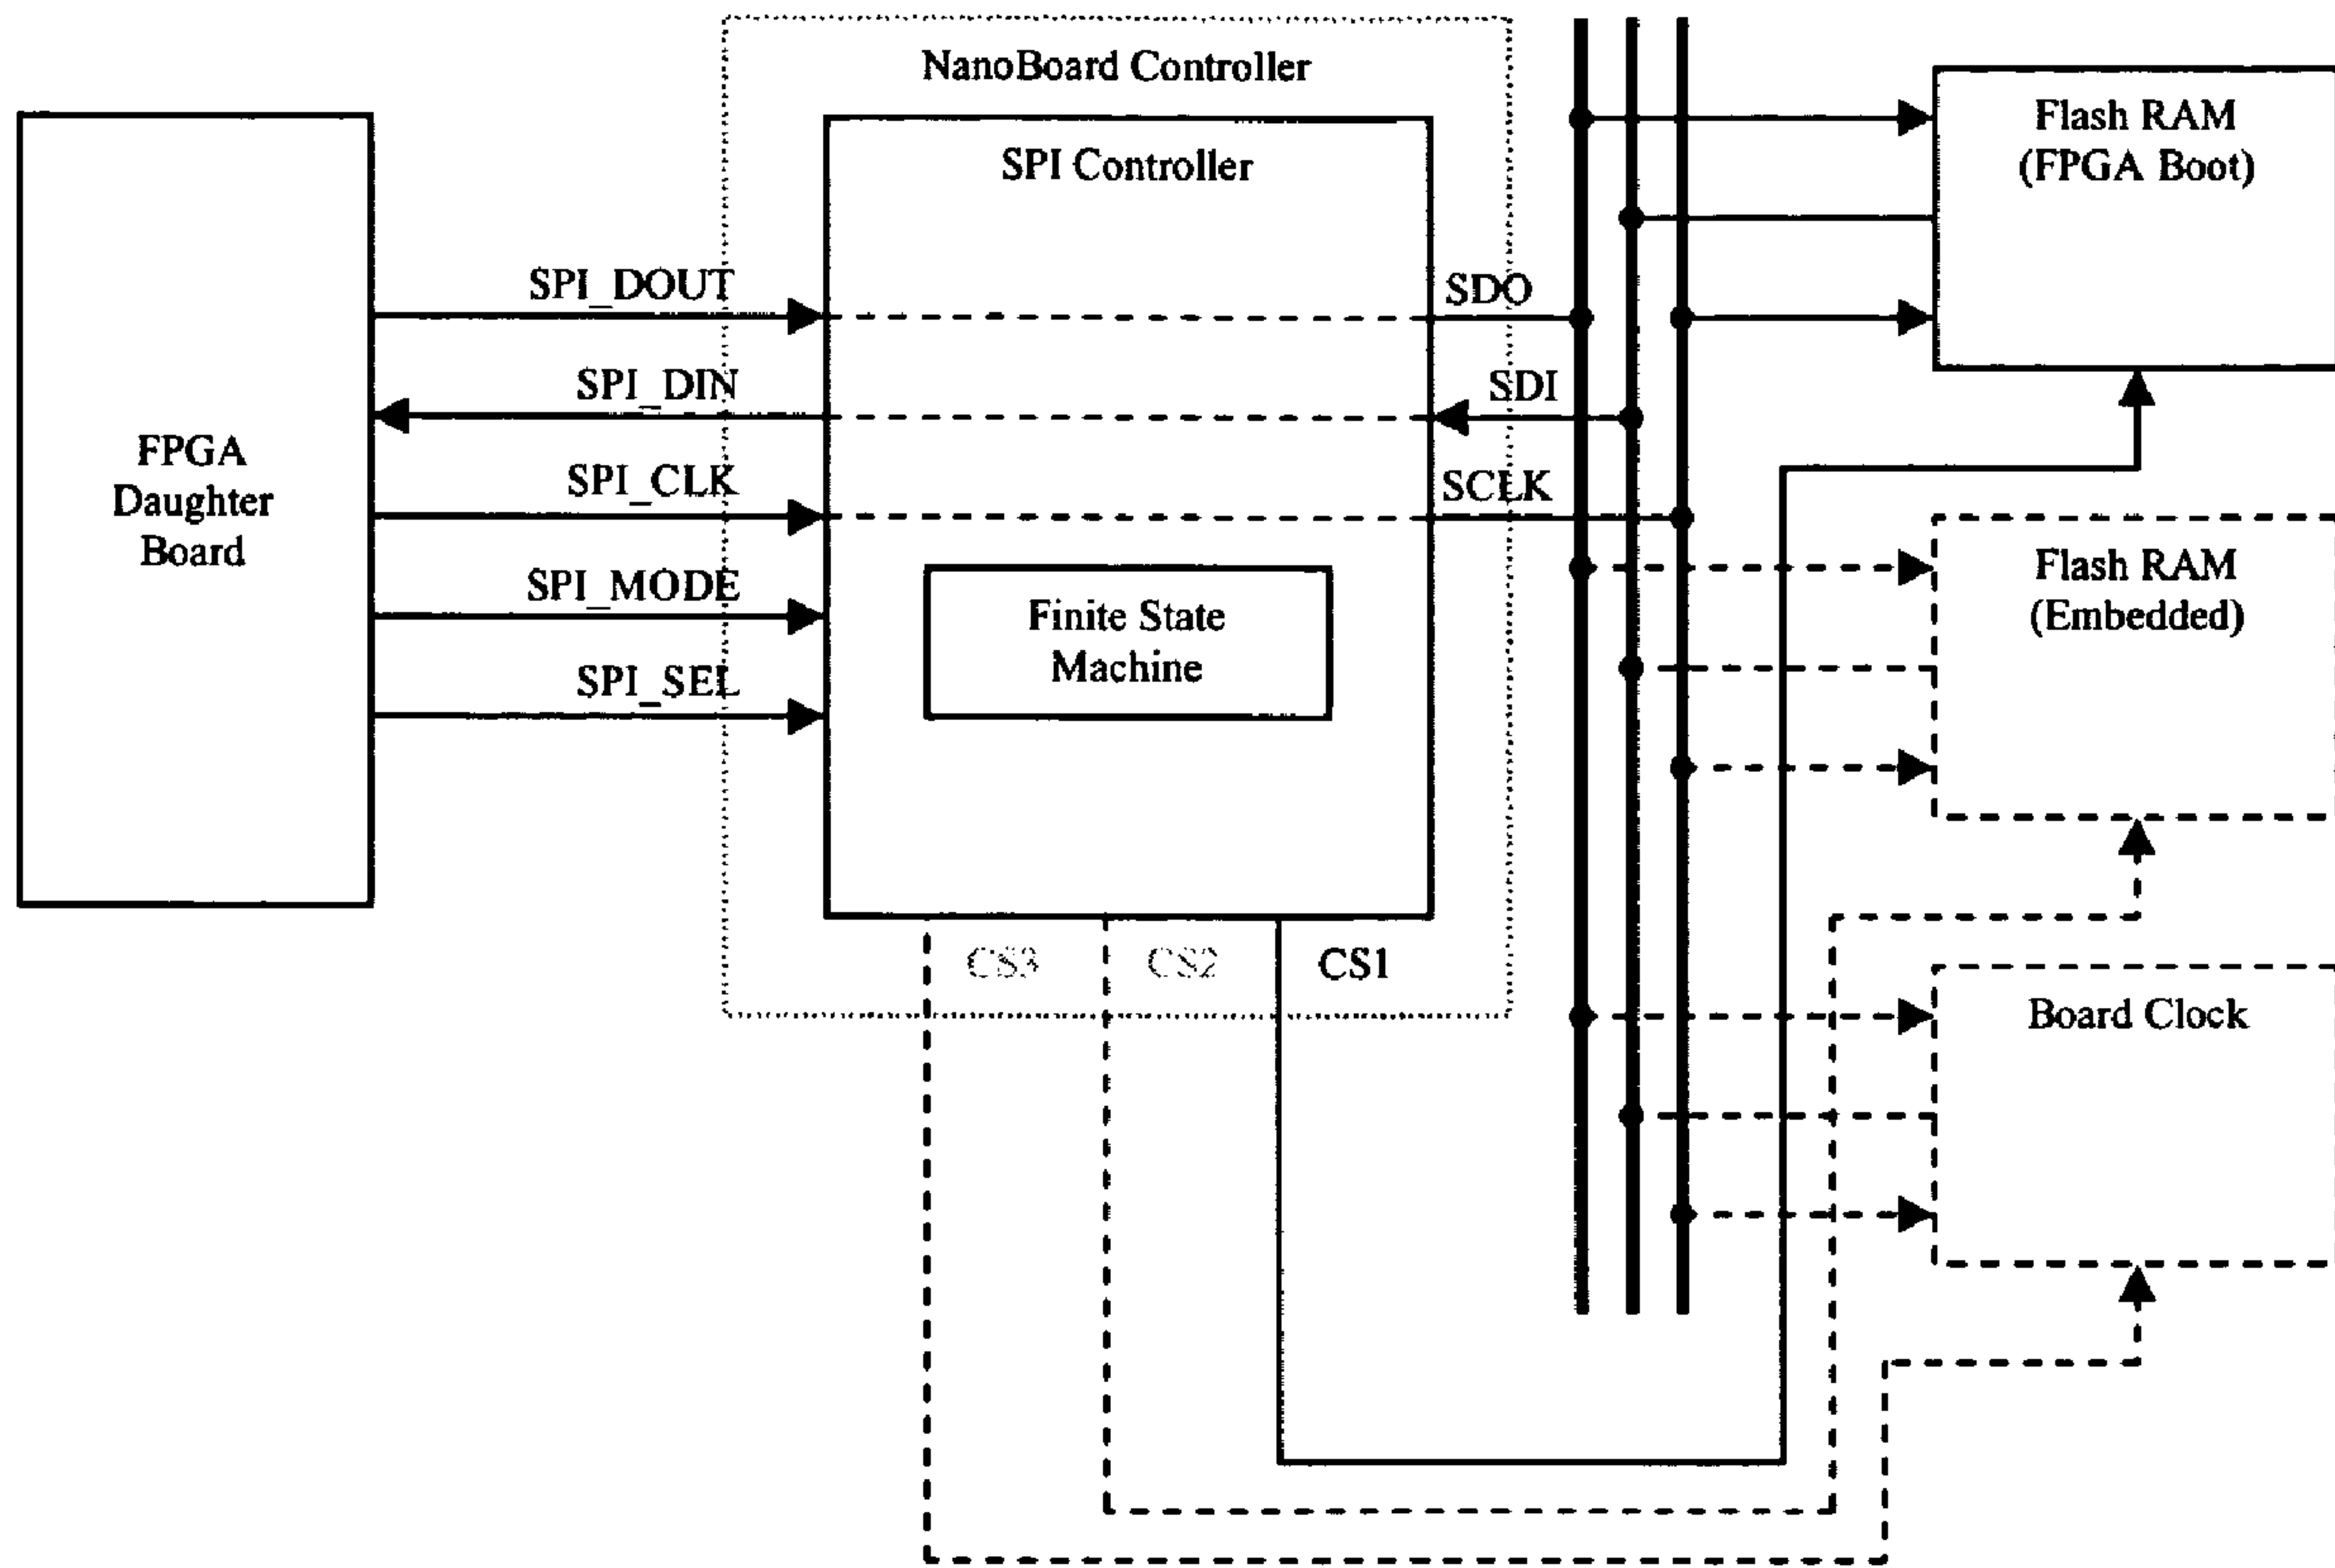 NanoBoard Controller
SPI Controller
FPGA
Daughter
Board
SPI_DOUT
SPI_DIN
SPI_CLK
SPI_MODE
SPI_SEL
Finite State
Machine
SDO
SDI
SCLK
CS3
CS2
CS1
Flash RAM
(FPGA Boot)
Flash RAM
(Embedded)
Board Clock